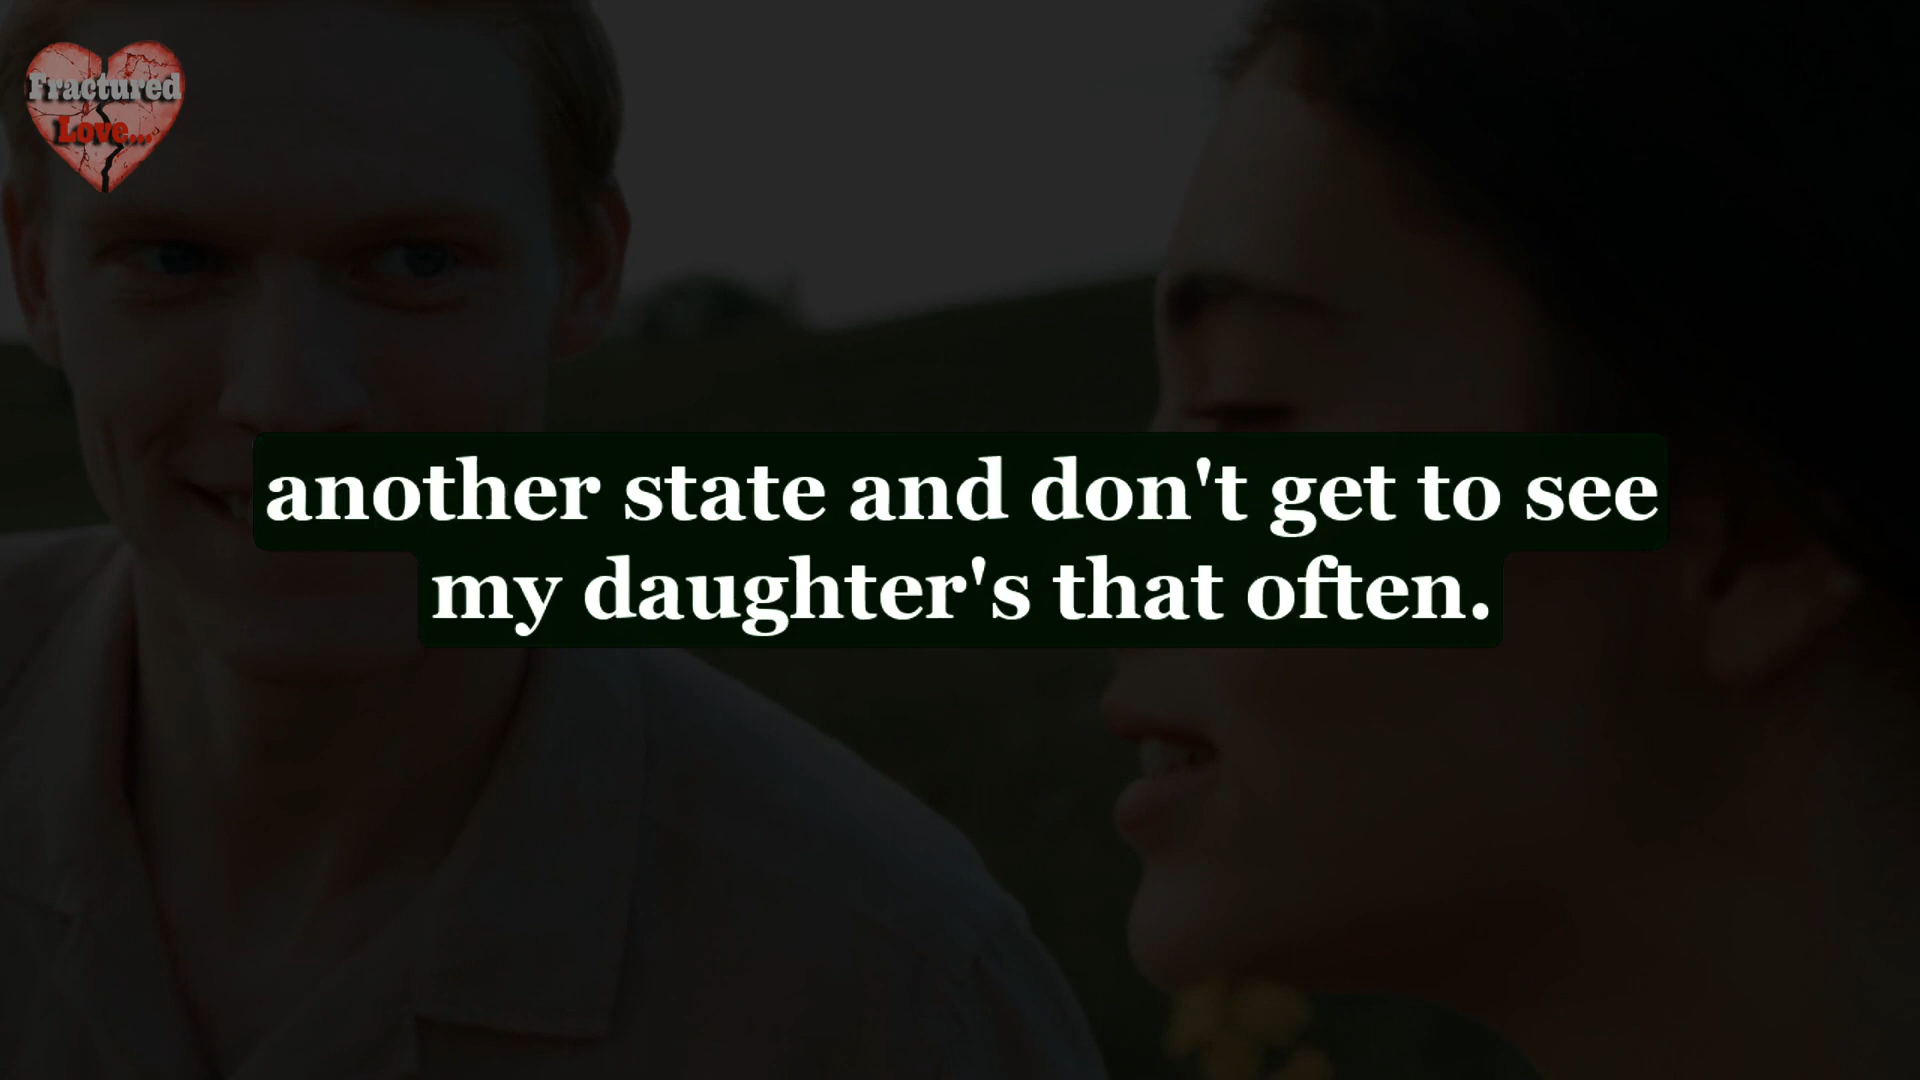 Fractured
Love...
another state and don't get to see
my daughter's that often.